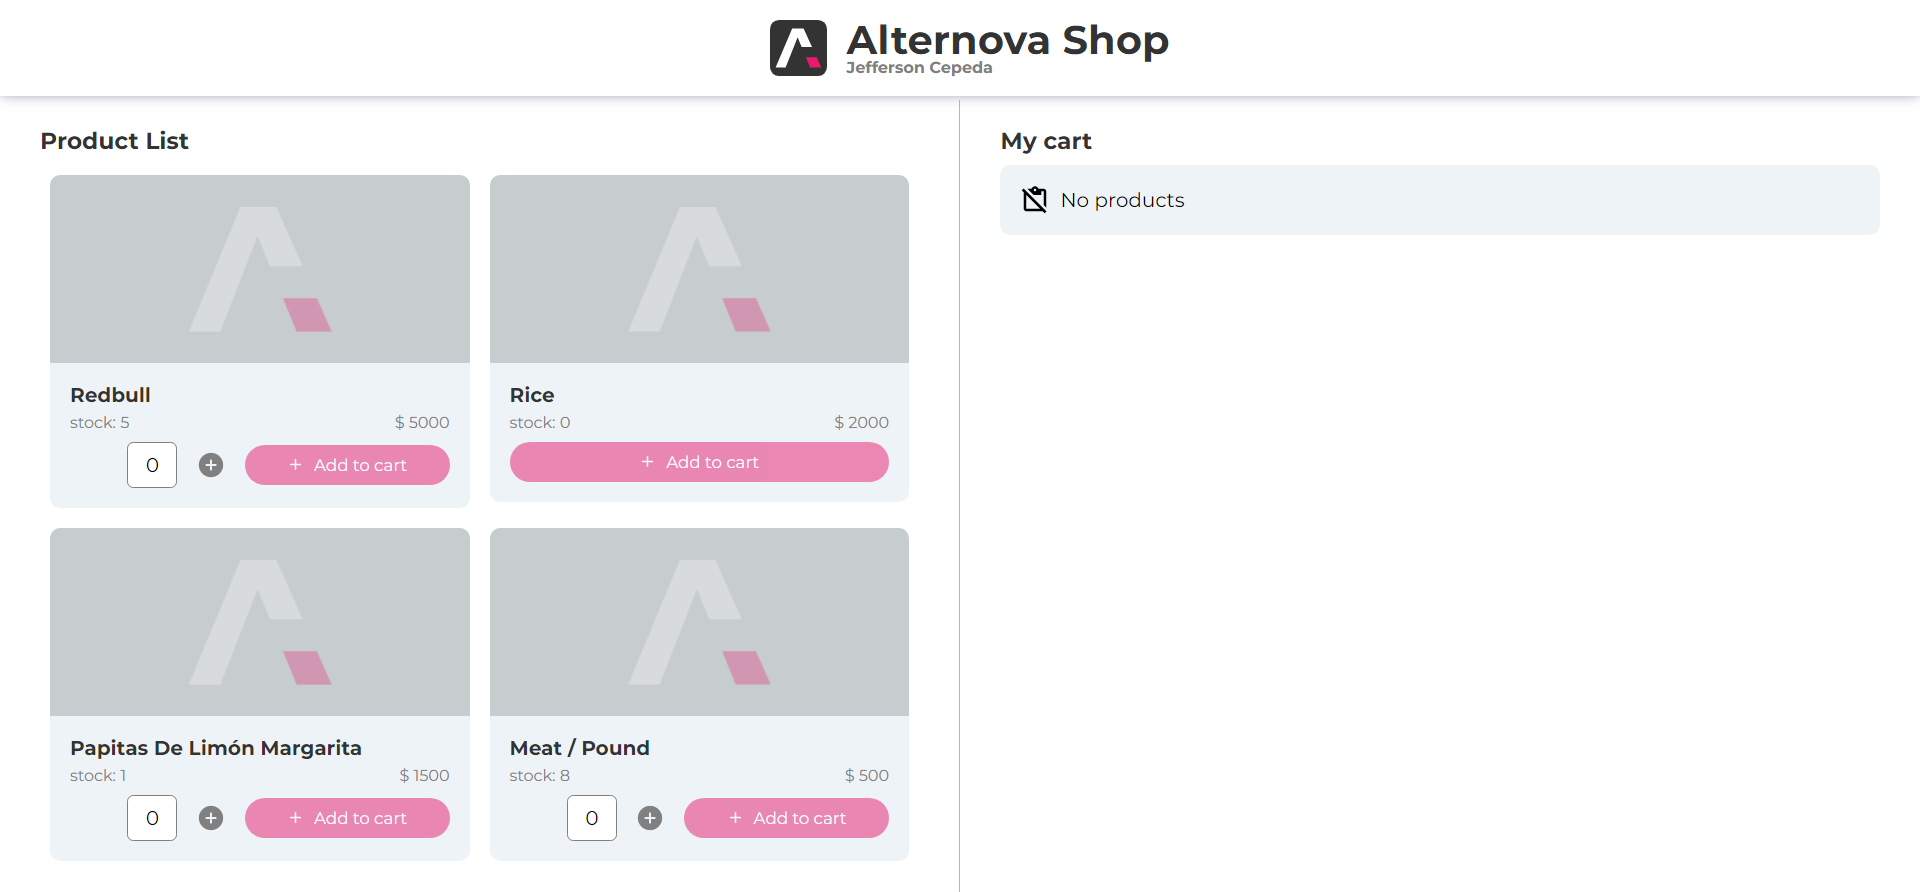 Alternova Shop
Jefferson Cepeda
Product List
Redbull
stock: 5 $ 5000
0 + + Add to cart
Rice
stock: 0 $ 2000
+ Add to cart
Papitas De Limón Margarita
stock: 1 $ 1500
0 + + Add to cart
Meat / Pound
stock: 8 $ 500
0 + + Add to cart
My cart
No products